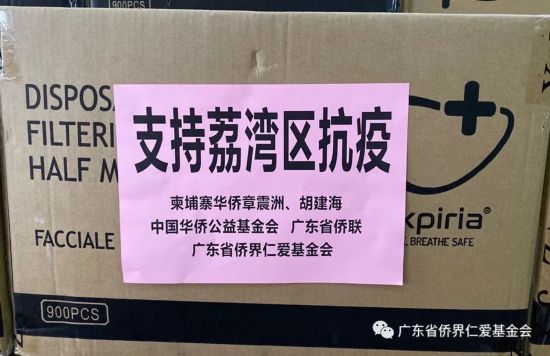 900PCS
DISPOSA
FILTERI
HALF M
支持荔湾区抗疫
柬埔寨华侨章震洲、胡建海
中国华侨公益基金会 广东省侨联
广东省侨界仁爱基金会
FACCIALE
xpiria®
BREATHE SAFE
900PCS
广东省侨界仁爱基金会